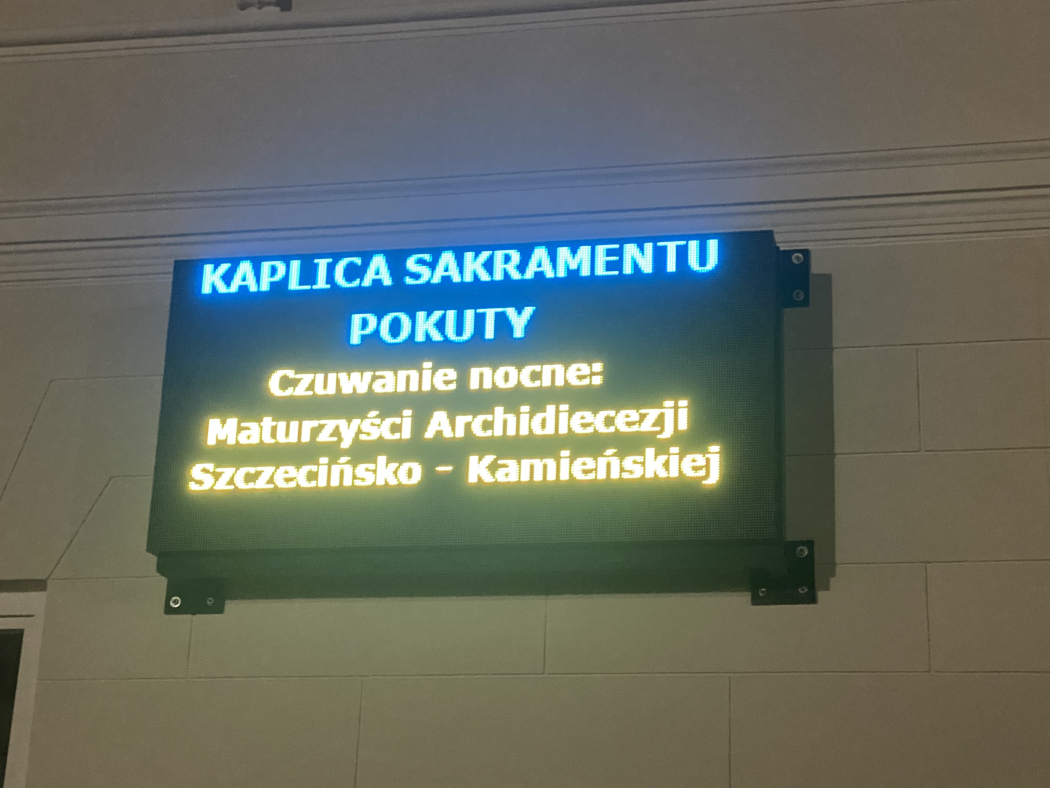 KAPLICA SAKRAMENTU
POKUTY
Czuwanie nocne:
Maturzyści Archidiecezji
Szczecińsko - Kamieńskiej